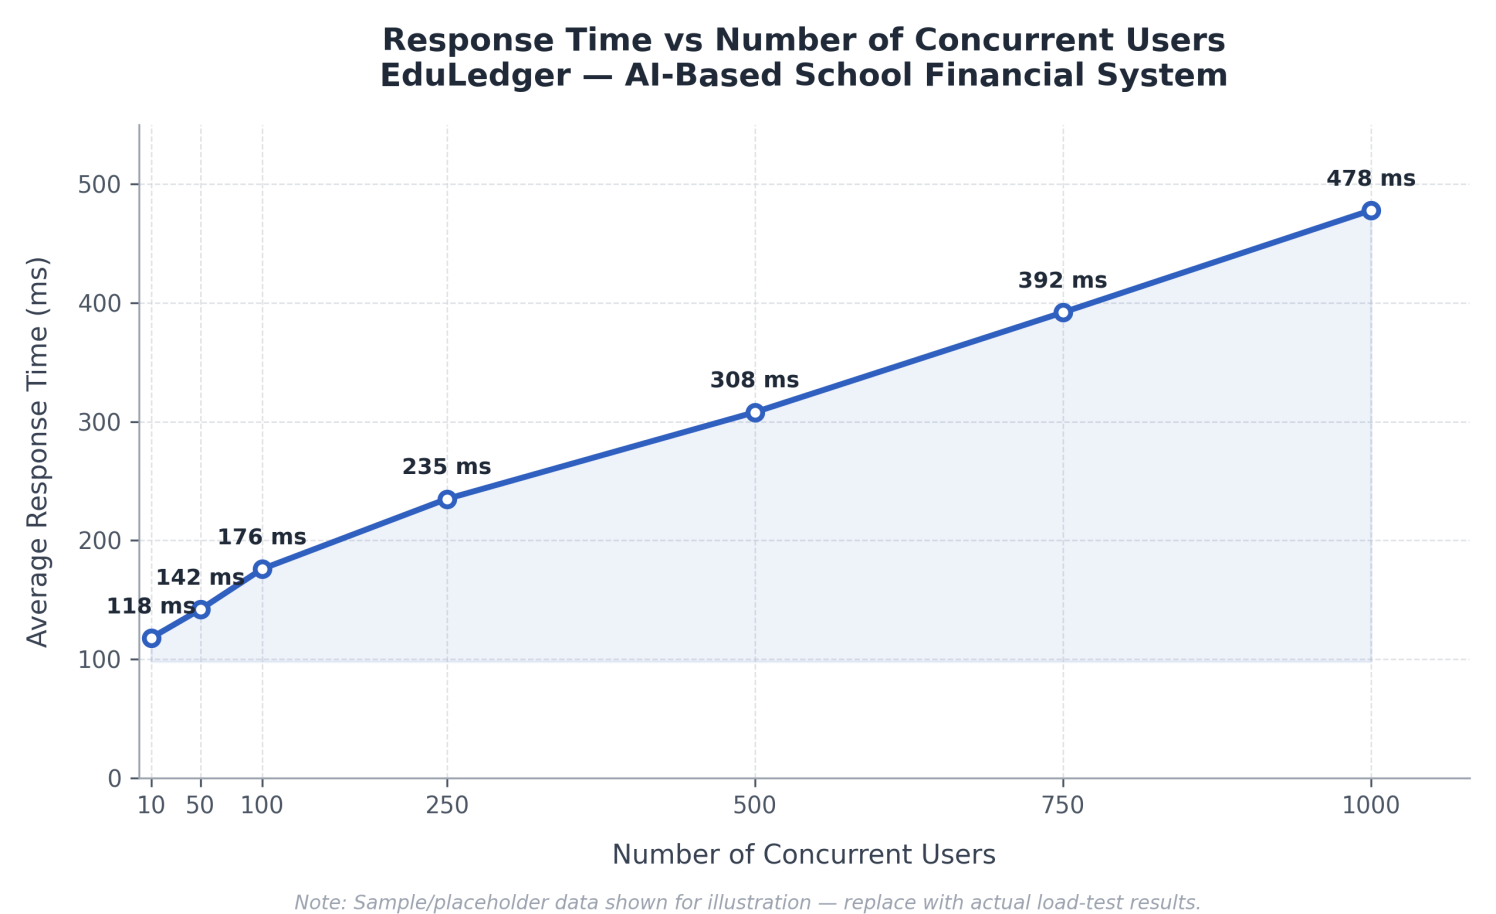 Response Time vs Number of Concurrent Users
EduLedger — AI-Based School Financial System
Average Response Time (ms)
500
400
300
200
100
0
118 ms
142 ms
176 ms
235 ms
308 ms
392 ms
478 ms
10 50 100 250 500 750 1000
Number of Concurrent Users
Note: Sample/placeholder data shown for illustration — replace with actual load-test results.